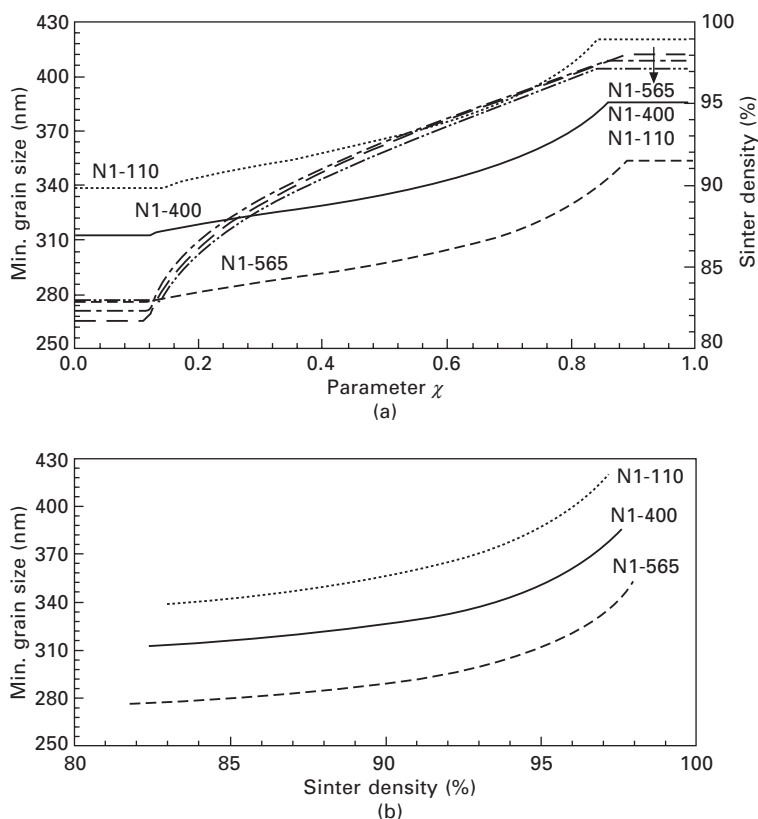 430
400
370
340
310
280
250
Min. grain size (nm)
100
95
90
85
80
Sinter density (%)
N1-110
N1-400
N1-565
N1-565
N1-400
N1-110
0.0
0.2
0.4
0.6
0.8
1.0
Parameter χ
(a)
430
400
370
340
310
280
250
Min. grain size (nm)
N1-110
N1-400
N1-565
80
85
90
95
100
Sinter density (%)
(b)